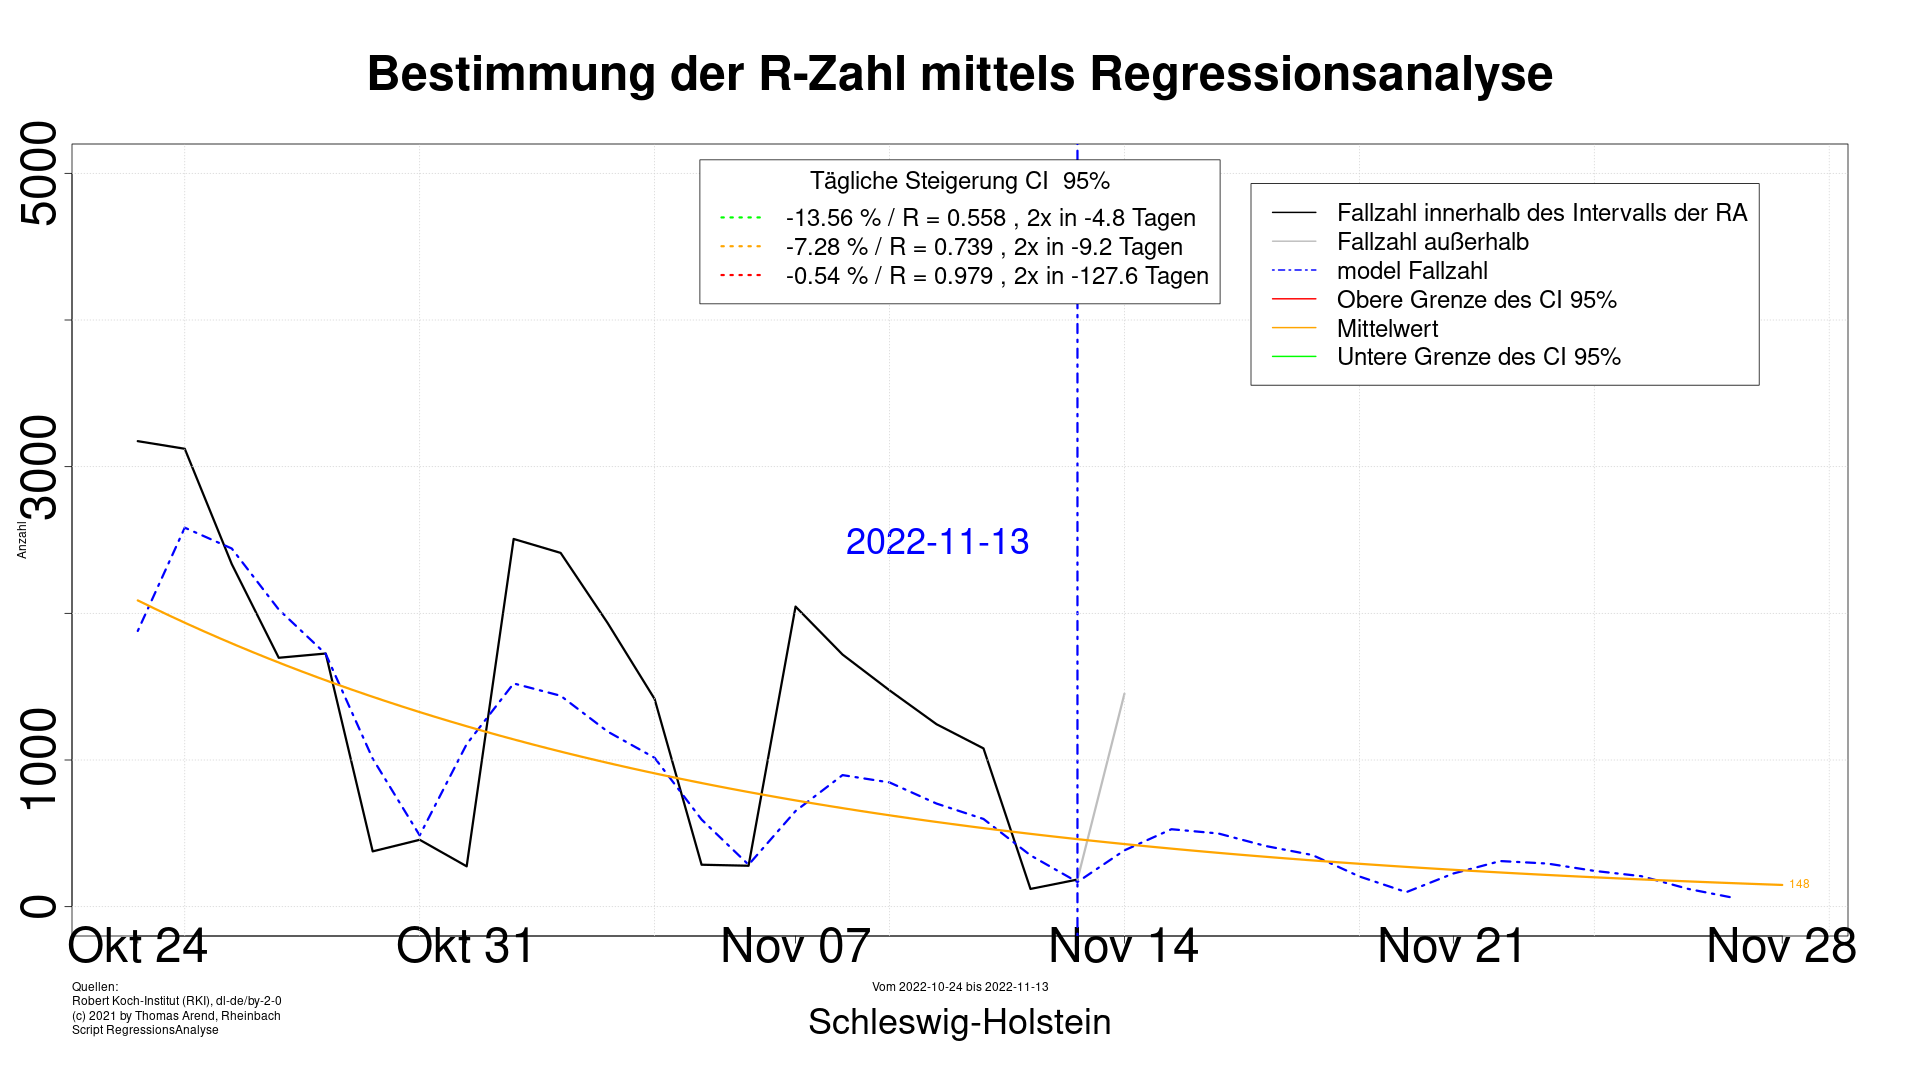 Bestimmung der R-Zahl mittels Regressionsanalyse
Tägliche Steigerung CI  95%
-13.56 % / R = 0.558 , 2x in -4.8 Tagen
-7.28 % / R = 0.739 , 2x in -9.2 Tagen
-0.54 % / R = 0.979 , 2x in -127.6 Tagen
Fallzahl innerhalb des Intervalls der RA
Fallzahl außerhalb
model Fallzahl
Obere Grenze des CI 95%
Mittelwert
Untere Grenze des CI 95%
5000
3000
1000
0
Anzahl
2022-11-13
148
Okt 24 Okt 31 Nov 07 Nov 14 Nov 21 Nov 28
Vom 2022-10-24 bis 2022-11-13
Schleswig-Holstein
Quellen:
Robert Koch-Institut (RKI), dl-de/by-2-0
(c) 2021 by Thomas Arend, Rheinbach
Script RegressionsAnalyse